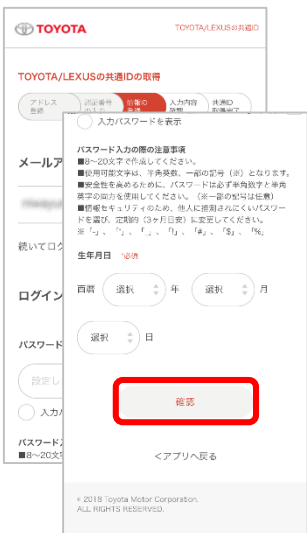 TOYOTA
TOYOTA/LEXUSの共通ID
TOYOTA/LEXUSの共通IDの取得
アドレス
登録
認証番号
の入力
情報の
登録
入力内容
確認
共通ID
取得完了
メールア
続いてログ
ログイン
パスワード
設定し
入力パ
パスワード入
■8〜20文字
入力パスワードを表示
パスワード入力の際の注意事項
■8〜20文字で作成してください。
■使用可能文字は、半角英数、一部の記号（※）となります。
■安全性を高めるために、パスワードは必ず半角数字と半角
英字の両方を使用してください。（※一部の記号は任意）
■情報セキュリティのため、他人に推測されにくいパスワー
ドを選び、定期的（3ヶ月目安）に変更してください。
生年月日 *必須
西暦 選択 年 選択 月
選択 日
確認
<アプリへ戻る
© 2018 Toyota Motor Corporation.
ALL RIGHTS RESERVED.